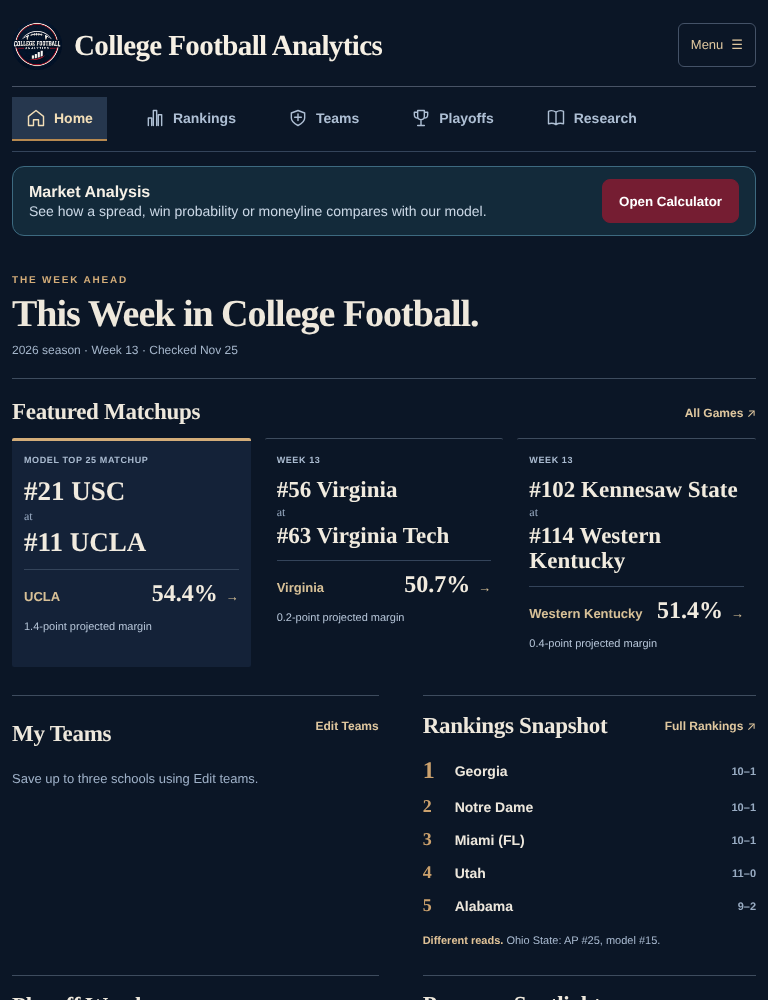 COLLEGE FOOTBALL
ANALYTICS
College Football Analytics
Menu ☰
Home
Rankings
Teams
Playoffs
Research
Market Analysis
See how a spread, win probability or moneyline compares with our model.
Open Calculator
THE WEEK AHEAD
This Week in College Football.
2026 season · Week 13 · Checked Nov 25
Featured Matchups
All Games ↗
MODEL TOP 25 MATCHUP
#21 USC
at
#11 UCLA
UCLA 54.4% →
1.4-point projected margin
WEEK 13
#56 Virginia
at
#63 Virginia Tech
Virginia 50.7% →
0.2-point projected margin
WEEK 13
#102 Kennesaw State
at
#114 Western
Kentucky
Western Kentucky 51.4% →
0.4-point projected margin
My Teams
Edit Teams
Save up to three schools using Edit teams.
Rankings Snapshot
Full Rankings ↗
1 Georgia 10–1
2 Notre Dame 10–1
3 Miami (FL) 10–1
4 Utah 11–0
5 Alabama 9–2
Different reads. Ohio State: AP #25, model #15.